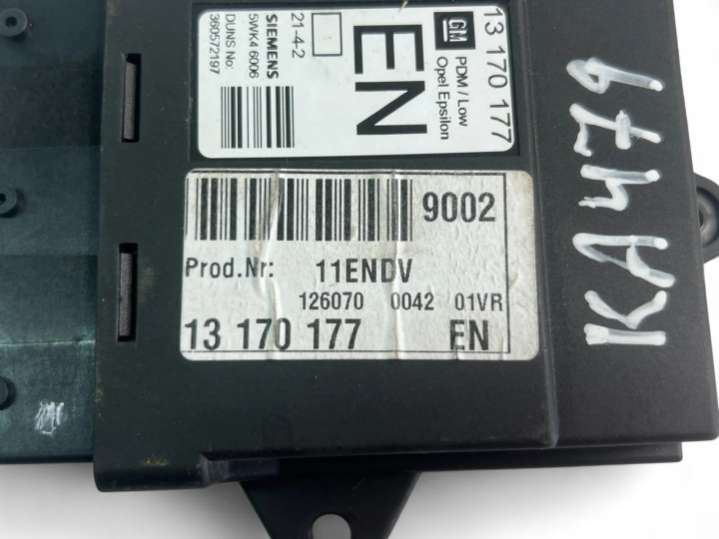 13 170 177
GM
PDM / Low
Opel Epsilon
EN
21-4-2
SIEMENS
5WK4 6006
DUNS No:
360572197
9002
Prod.Nr: 11ENDV
126070 0042 01VR
13 170 177 EN
KA479